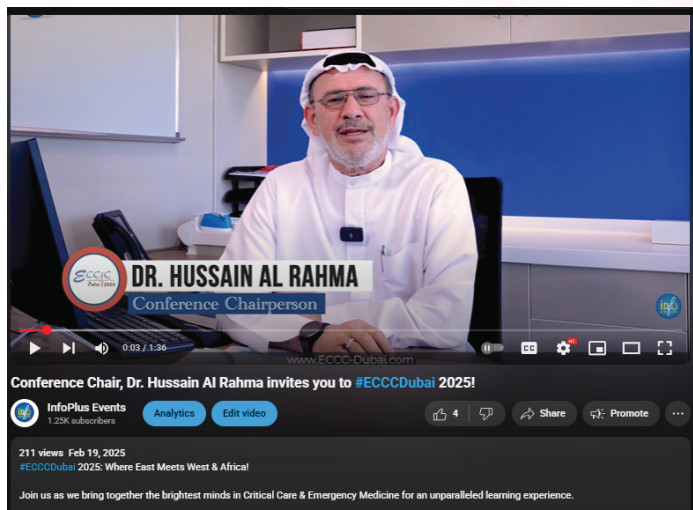 ECCC
Dubai | 2025
DR. HUSSAIN AL RAHMA
Conference Chairperson
info
0:03 / 1:36
CC
HD
www.ECCC-Dubai.com
Conference Chair, Dr. Hussain Al Rahma invites you to #ECCCDubai 2025!
InfoPlus Events
1.25K subscribers
Analytics
Edit video
4
Share
Promote
211 views Feb 19, 2025
#ECCCDubai 2025: Where East Meets West & Africa!
Join us as we bring together the brightest minds in Critical Care & Emergency Medicine for an unparalleled learning experience.